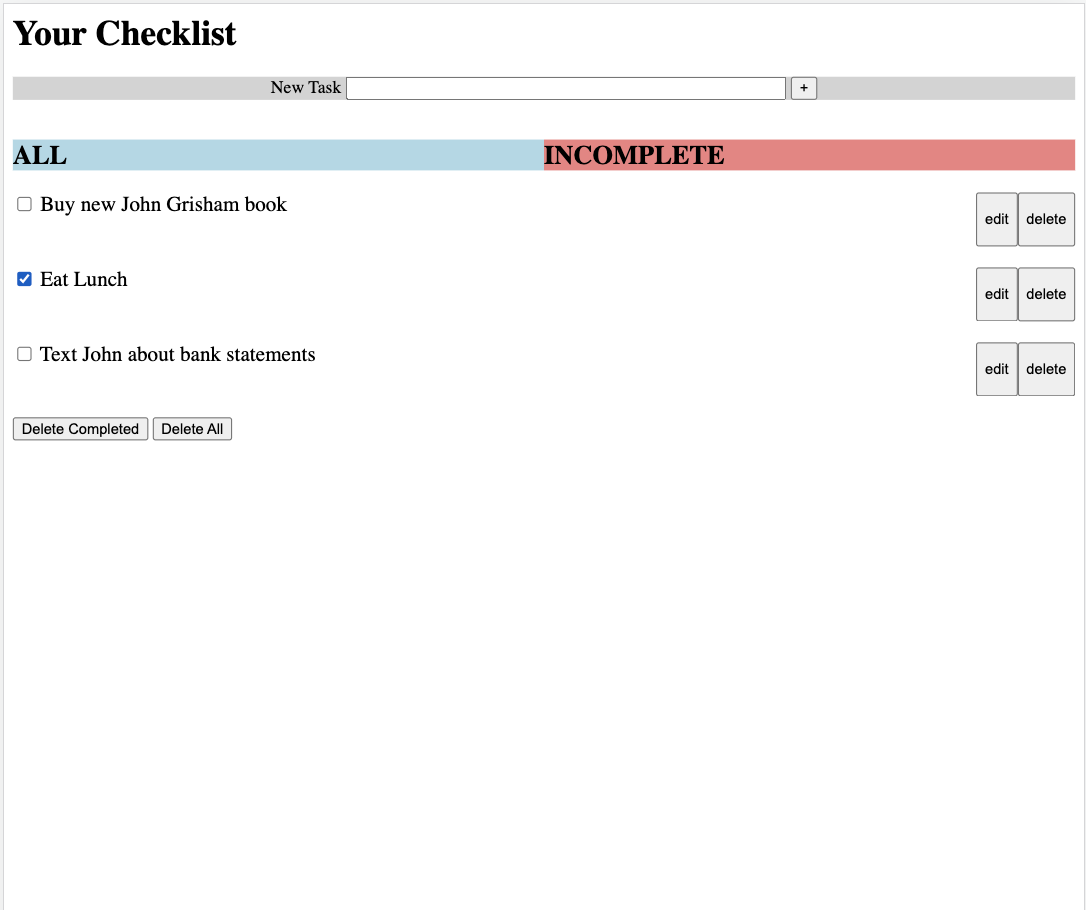 Your Checklist
New Task +
ALL INCOMPLETE
Buy new John Grisham book edit delete
Eat Lunch edit delete
Text John about bank statements edit delete
Delete Completed Delete All